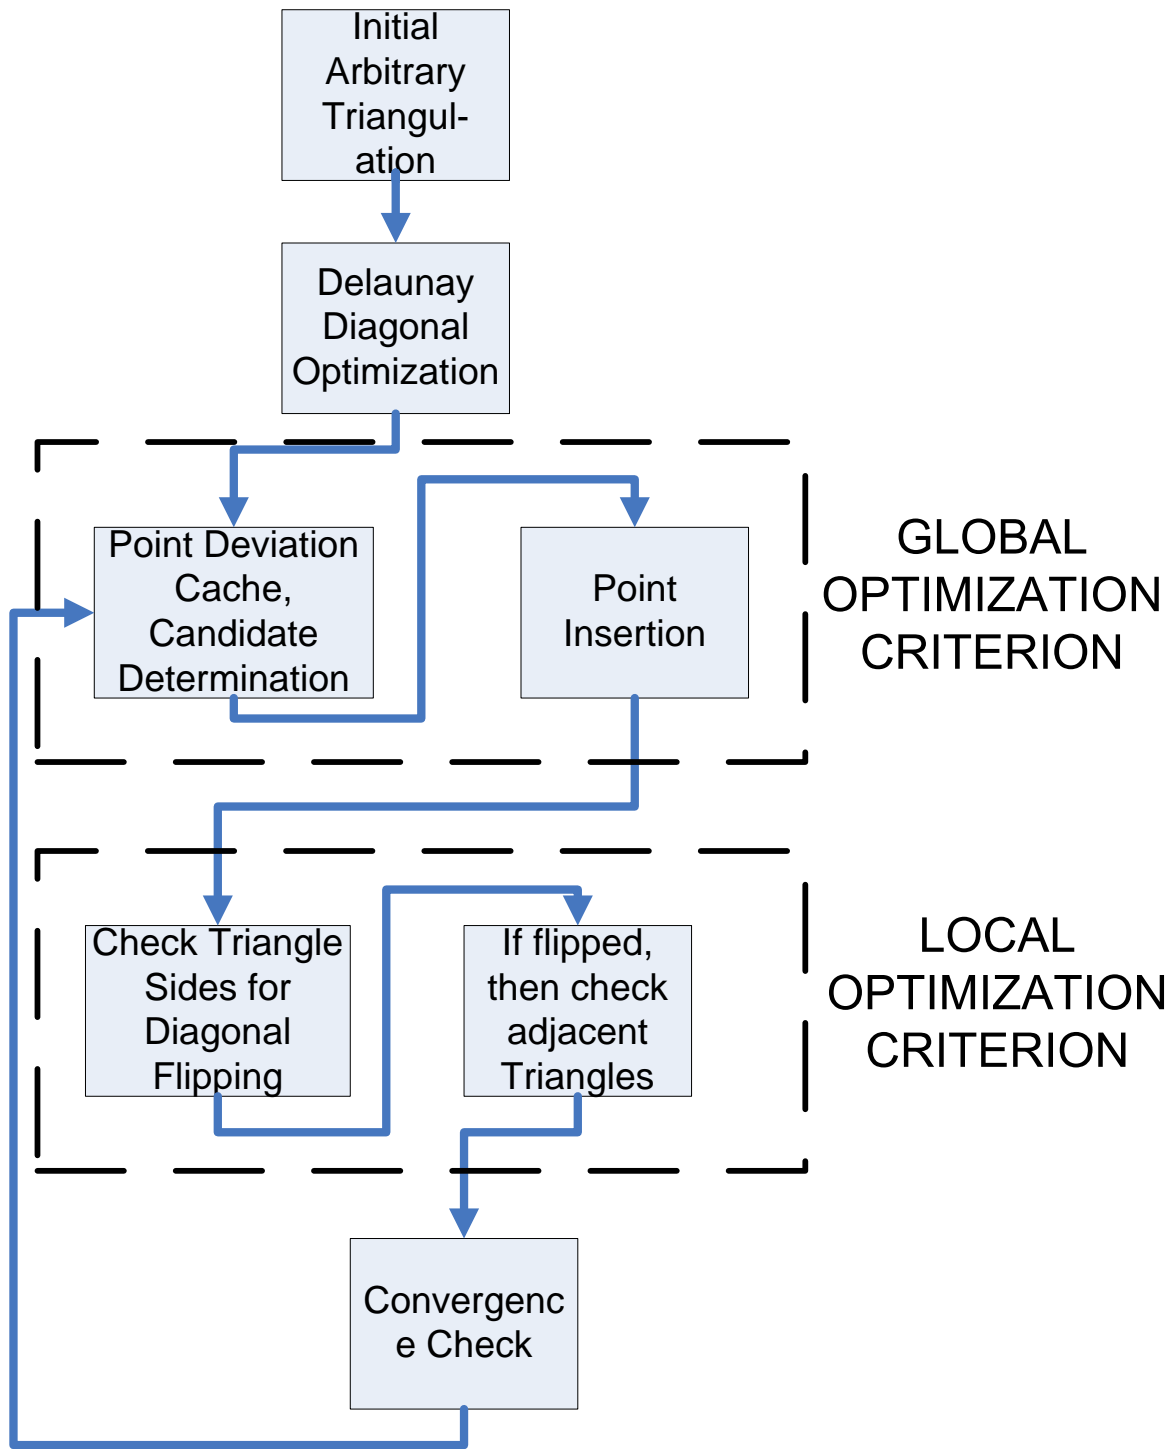 Initial
Arbitrary
Triangul-
ation
Delaunay
Diagonal
Optimization
Point Deviation
Cache,
Candidate
Determination
Point
Insertion
GLOBAL
OPTIMIZATION
CRITERION
Check Triangle
Sides for
Diagonal
Flipping
If flipped,
then check
adjacent
Triangles
LOCAL
OPTIMIZATION
CRITERION
Convergenc
e Check